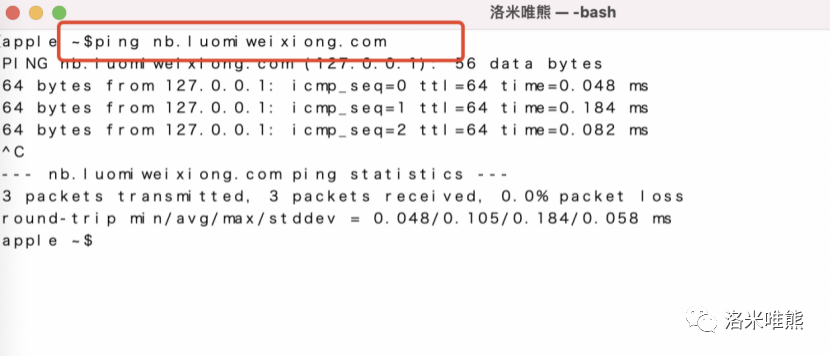 洛米唯熊 — -bash
apple ~$ping nb.luomiweixiong.com
PING nb.luomiweixiong.com (127.0.0.1): 56 data bytes
64 bytes from 127.0.0.1: icmp_seq=0 ttl=64 time=0.048 ms
64 bytes from 127.0.0.1: icmp_seq=1 ttl=64 time=0.184 ms
64 bytes from 127.0.0.1: icmp_seq=2 ttl=64 time=0.082 ms
^C
--- nb.luomiweixiong.com ping statistics ---
3 packets transmitted, 3 packets received, 0.0% packet loss
round-trip min/avg/max/stddev = 0.048/0.105/0.184/0.058 ms
apple ~$
洛米唯熊